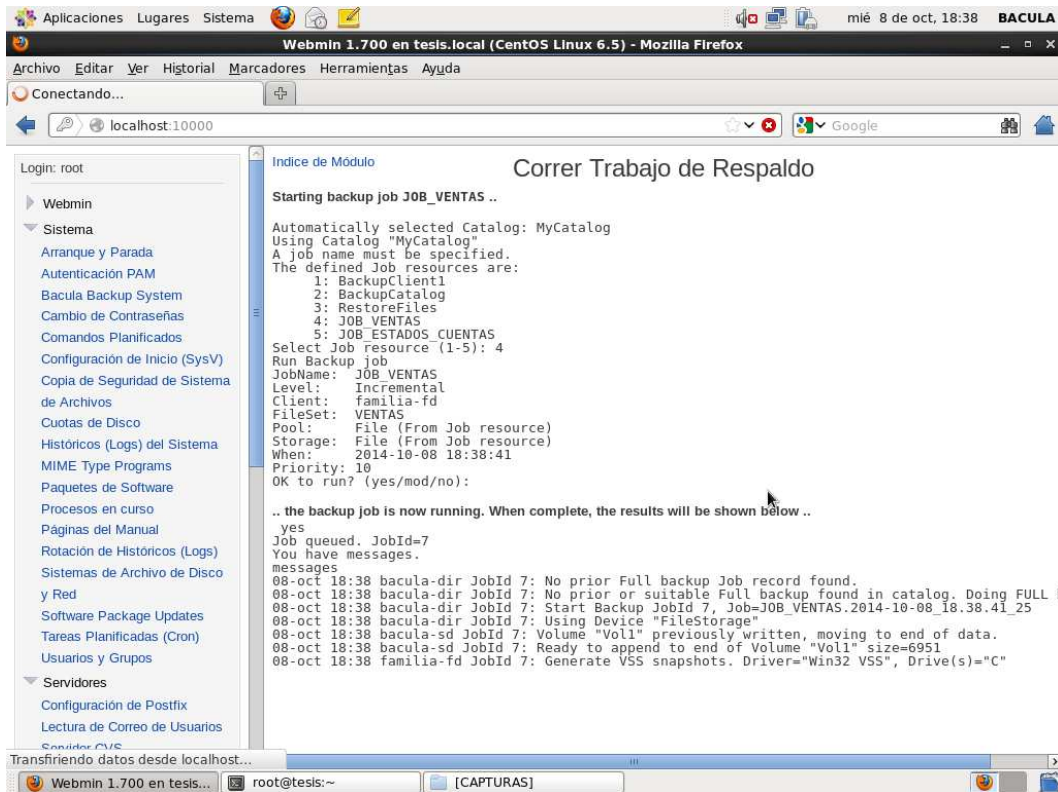 Aplicaciones Lugares Sistema mié 8 de oct, 18:38 BACULA
Webmin 1.700 en tesis.local (CentOS Linux 6.5) - Mozilla Firefox
Archivo Editar Ver Historial Marcadores Herramientas Ayuda
Conectando...
localhost:10000 Google
Login: root
Webmin
Sistema
Arranque y Parada
Autenticación PAM
Bacula Backup System
Cambio de Contraseñas
Comandos Planificados
Configuración de Inicio (SysV)
Copia de Seguridad de Sistema
de Archivos
Cuotas de Disco
Históricos (Logs) del Sistema
MIME Type Programs
Paquetes de Software
Procesos en curso
Páginas del Manual
Rotación de Históricos (Logs)
Sistemas de Archivo de Disco
y Red
Software Package Updates
Tareas Planificadas (Cron)
Usuarios y Grupos
Servidores
Configuración de Postfix
Lectura de Correo de Usuarios
Servidor CVS
Indice de Módulo
Correr Trabajo de Respaldo
Starting backup job JOB_VENTAS ..
Automatically selected Catalog: MyCatalog
Using Catalog "MyCatalog"
A job name must be specified.
The defined Job resources are:
1: BackupClient1
2: BackupCatalog
3: RestoreFiles
4: JOB_VENTAS
5: JOB_ESTADOS_CUENTAS
Select Job resource (1-5): 4
Run Backup job
JobName: JOB_VENTAS
Level: Incremental
Client: familia-fd
FileSet: VENTAS
Pool: File (From Job resource)
Storage: File (From Job resource)
When: 2014-10-08 18:38:41
Priority: 10
OK to run? (yes/mod/no):
.. the backup job is now running. When complete, the results will be shown below ..
yes
Job queued. JobId=7
You have messages.
messages
08-oct 18:38 bacula-dir JobId 7: No prior Full backup Job record found.
08-oct 18:38 bacula-dir JobId 7: No prior or suitable Full backup found in catalog. Doing FULL
08-oct 18:38 bacula-dir JobId 7: Start Backup JobId 7, Job=JOB_VENTAS.2014-10-08_18.38.41_25
08-oct 18:38 bacula-dir JobId 7: Using Device "FileStorage"
08-oct 18:38 bacula-sd JobId 7: Volume "Vol1" previously written, moving to end of data.
08-oct 18:38 bacula-sd JobId 7: Ready to append to end of Volume "Vol1" size=6951
08-oct 18:38 familia-fd JobId 7: Generate VSS snapshots. Driver="Win32 VSS", Drive(s)="C"
Transfiriendo datos desde localhost...
Webmin 1.700 en tesis... root@tesis:~ [CAPTURAS]